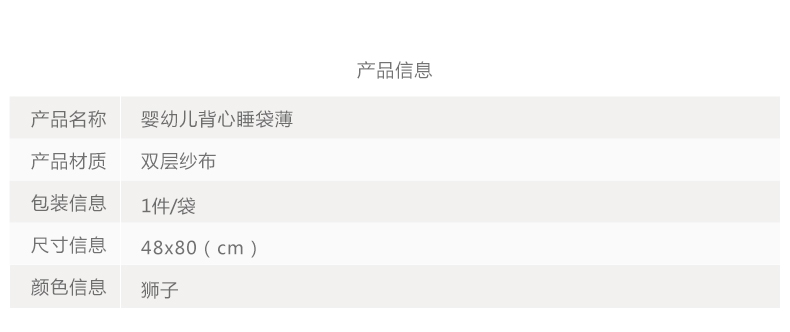 产品信息
产品名称 婴幼儿背心睡袋薄
产品材质 双层纱布
包装信息 1件/袋
尺寸信息 48x80（cm）
颜色信息 狮子